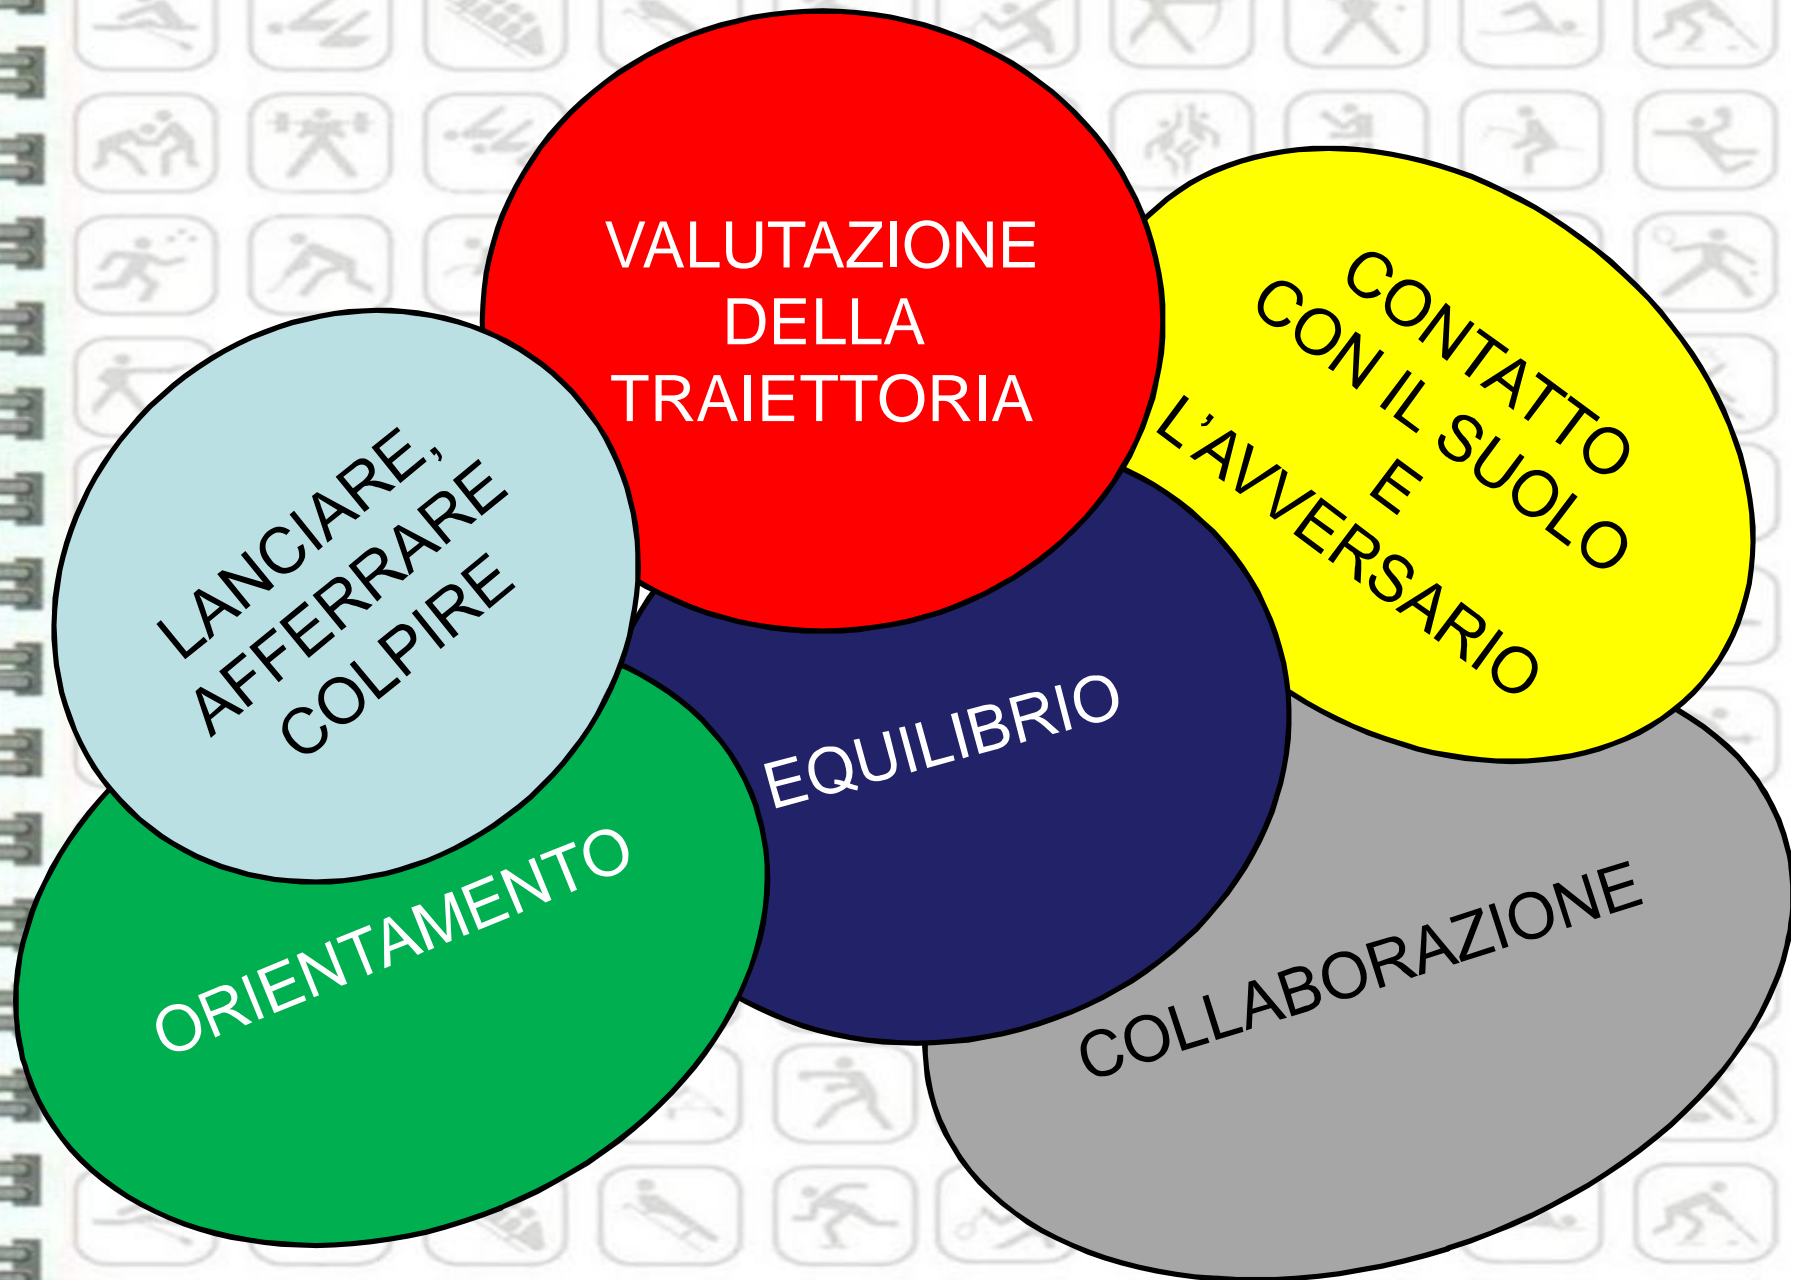 VALUTAZIONE
DELLA
TRAIETTORIA
CONTATTO
CON IL SUOLO
E
L’AVVERSARIO
LANCIARE,
AFFERRARE
COLPIRE
EQUILIBRIO
ORIENTAMENTO
COLLABORAZIONE